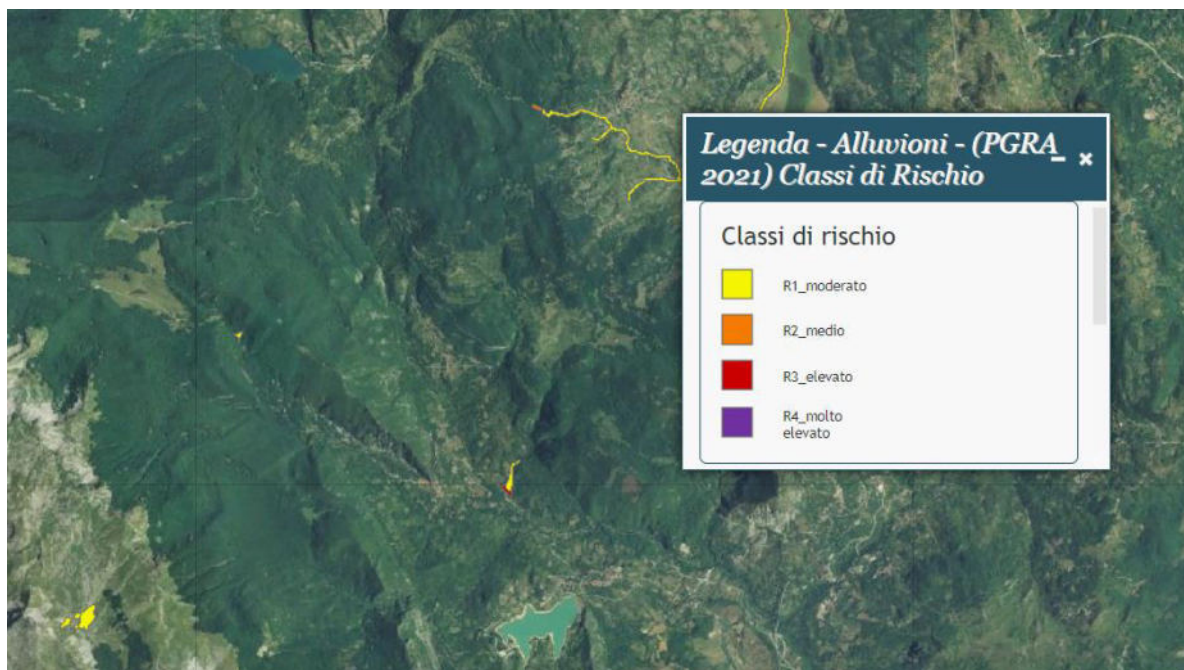 Legenda - Alluvioni - (PGRA
2021) Classi di Rischio
Classi di rischio
R1_moderato
R2_medio
R3_elevato
R4_molto
elevato